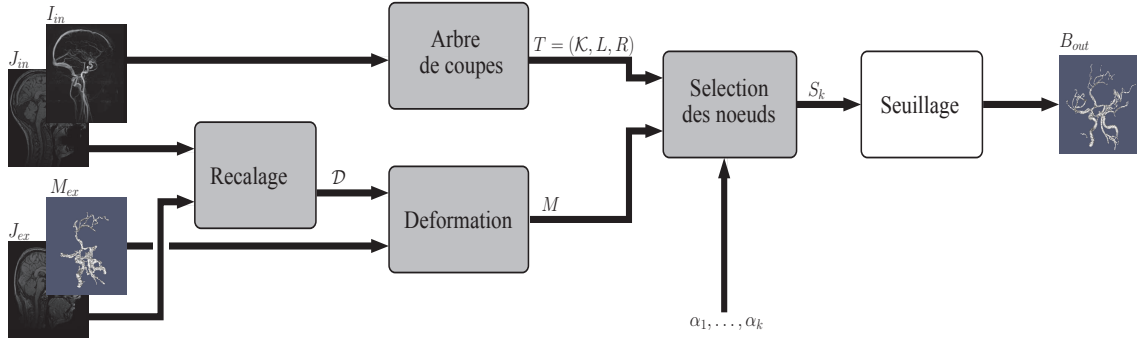 I_in
J_in
Arbre
de coupes
T = (𝒦, L, R)
Selection
des noeuds
S_k
Seuillage
B_out
Recalage
𝒟
M_ex
J_ex
Deformation
M
α_1, . . . , α_k